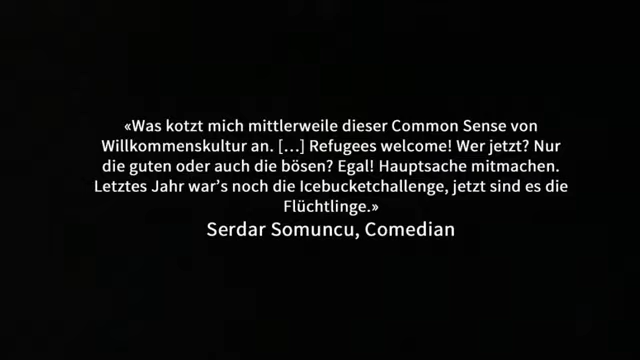 «Was kotzt mich mittlerweile dieser Common Sense von
Willkommenskultur an. [...] Refugees welcome! Wer jetzt? Nur
die guten oder auch die bösen? Egal! Hauptsache mitmachen.
Letztes Jahr war’s noch die Icebucketchallenge, jetzt sind es die
Flüchtlinge.»
Serdar Somuncu, Comedian